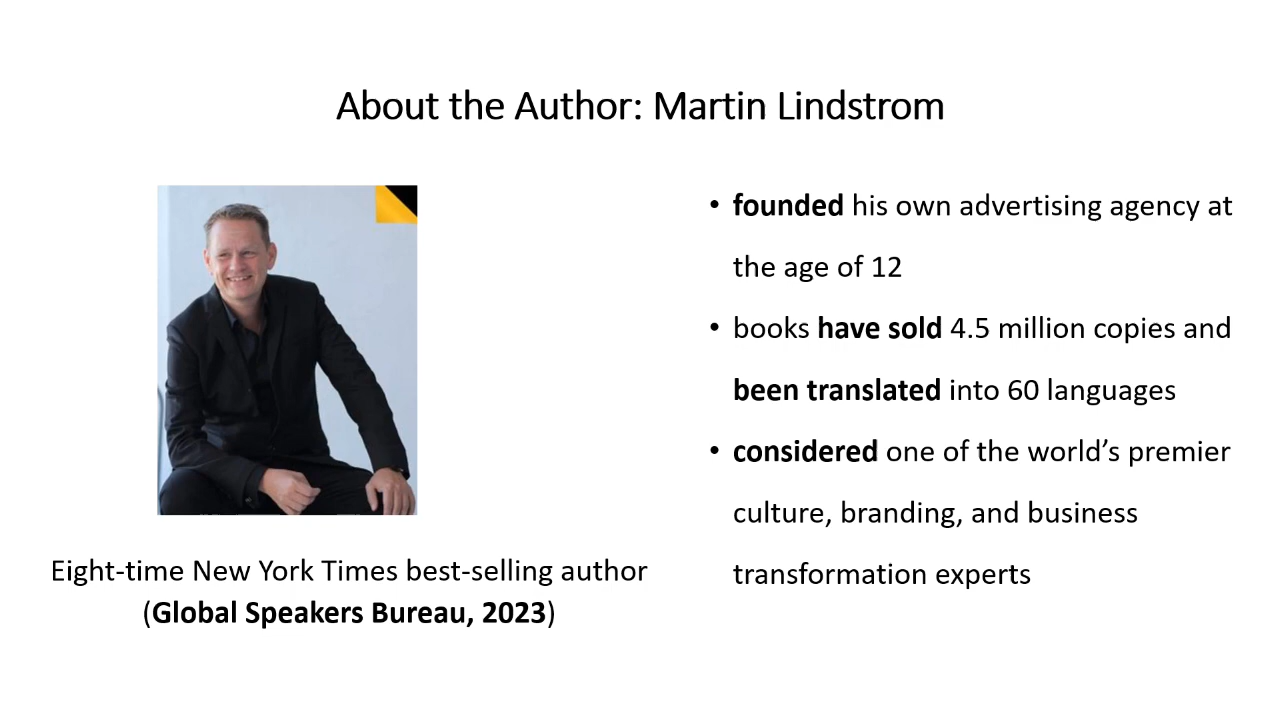 About the Author: Martin Lindstrom
• founded his own advertising agency at
the age of 12
• books have sold 4.5 million copies and
been translated into 60 languages
• considered one of the world’s premier
culture, branding, and business
transformation experts
Eight-time New York Times best-selling author
(Global Speakers Bureau, 2023)